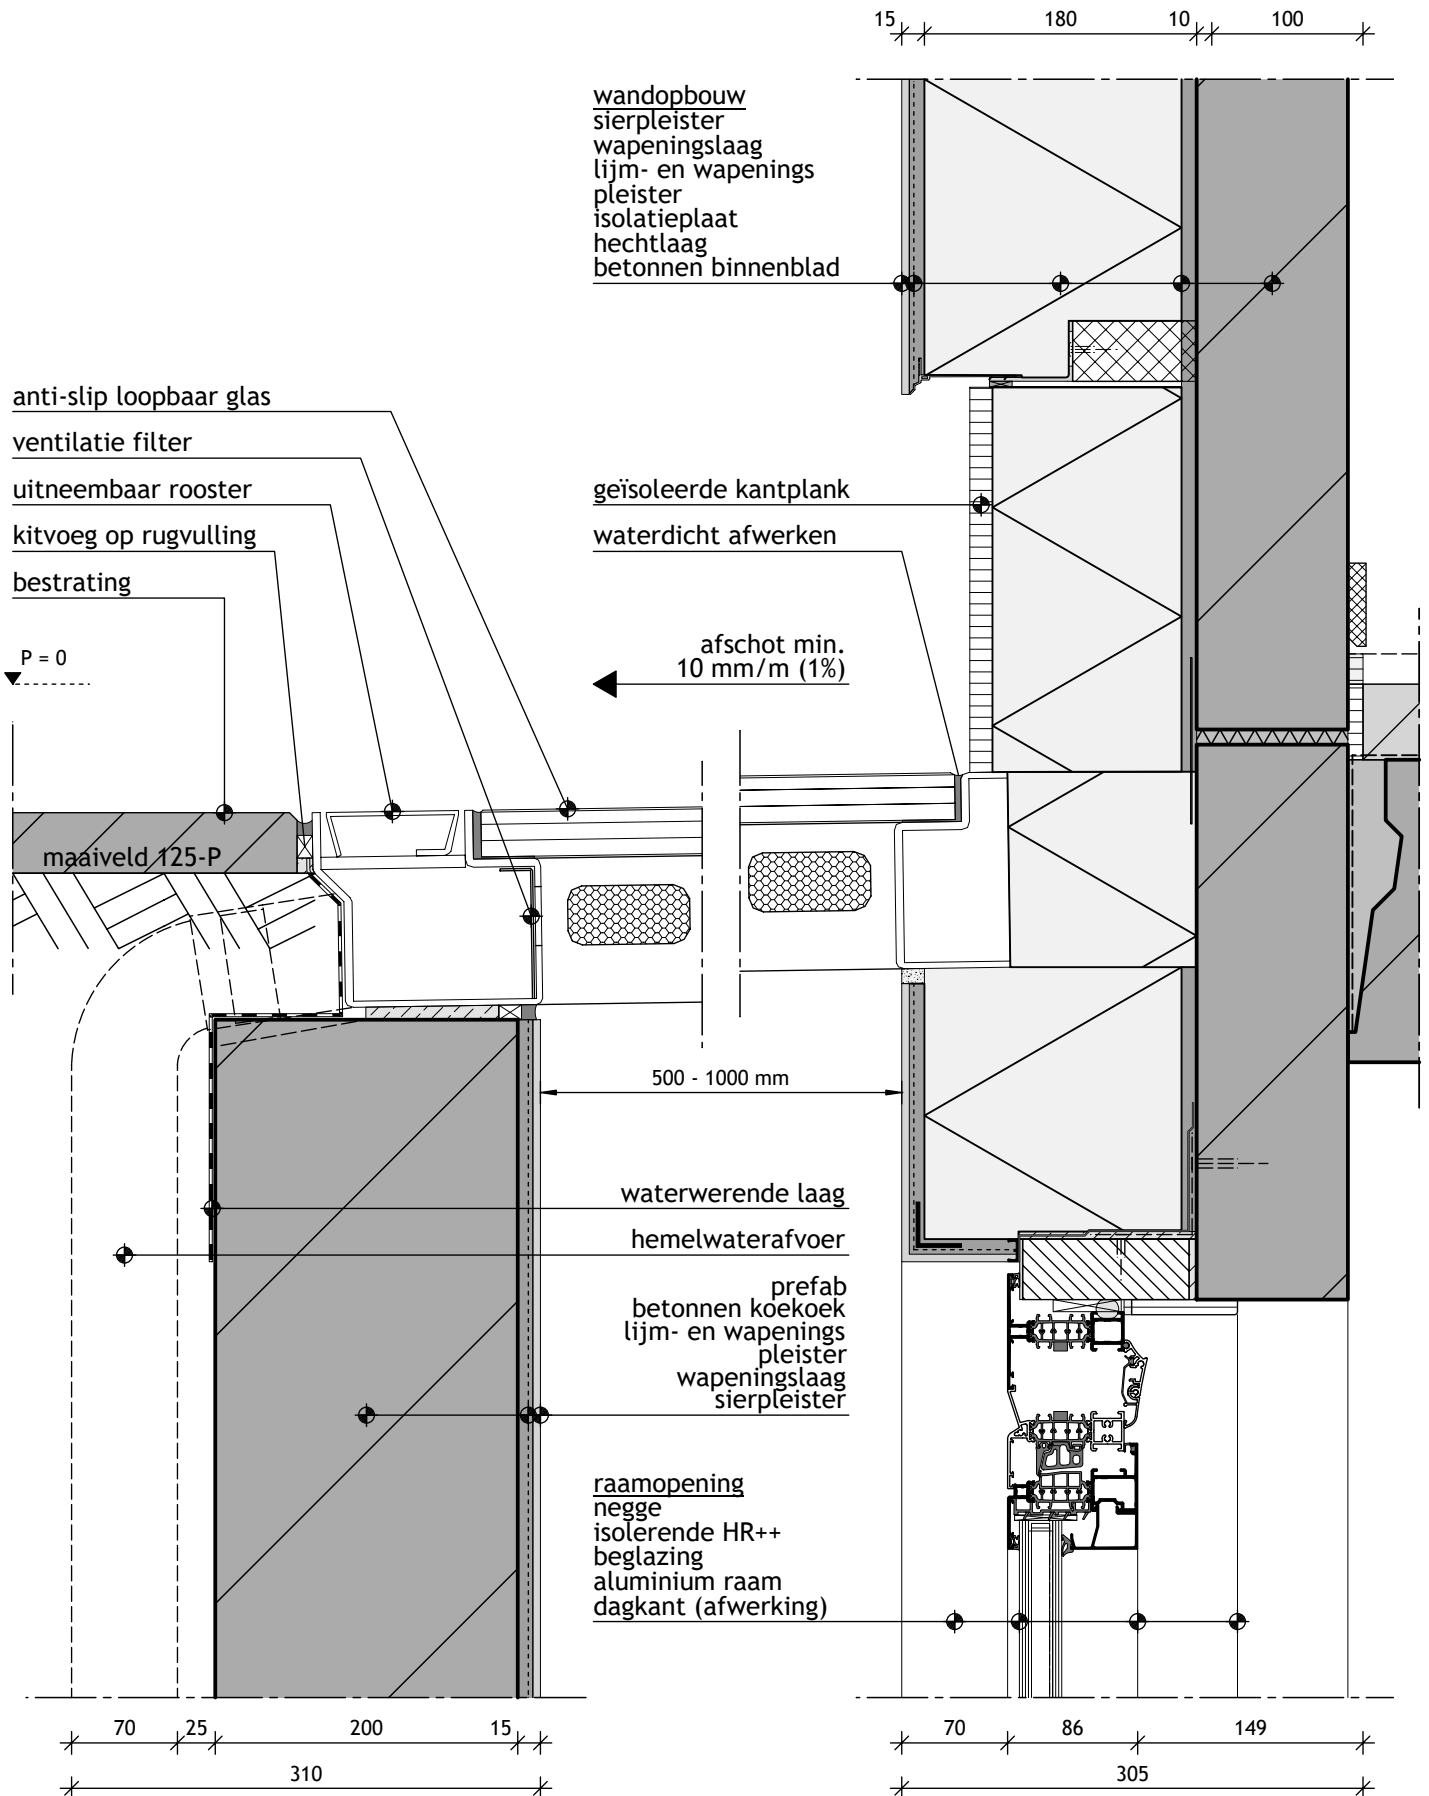 15
180
10
100
wandopbouw
sierpleister
wapeningslaag
lijm- en wapenings
pleister
isolatieplaat
hechtlaag
betonnen binnenblad
anti-slip loopbaar glas
ventilatie filter
uitneembaar rooster
kitvoeg op rugvulling
bestrating
geïsoleerde kantplank
waterdicht afwerken
P = 0
afschot min.
10 mm/m (1%)
maaiveld 125-P
500 - 1000 mm
waterwerende laag
hemelwaterafvoer
prefab
betonnen koekoek
lijm- en wapenings
pleister
wapeningslaag
sierpleister
raamopening
negge
isolerende HR++
beglazing
aluminium raam
dagkant (afwerking)
70
25
200
15
310
70
86
149
305